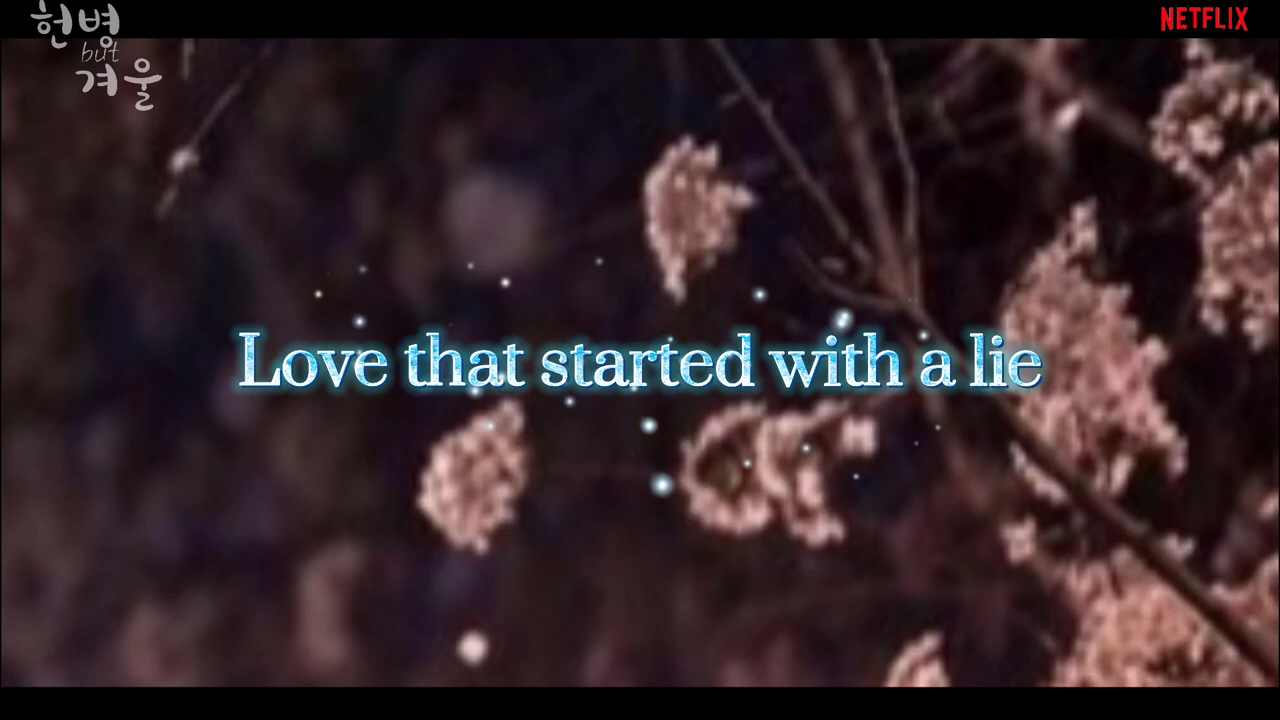 헌병
but
겨울
NETFLIX
Love that started with a lie